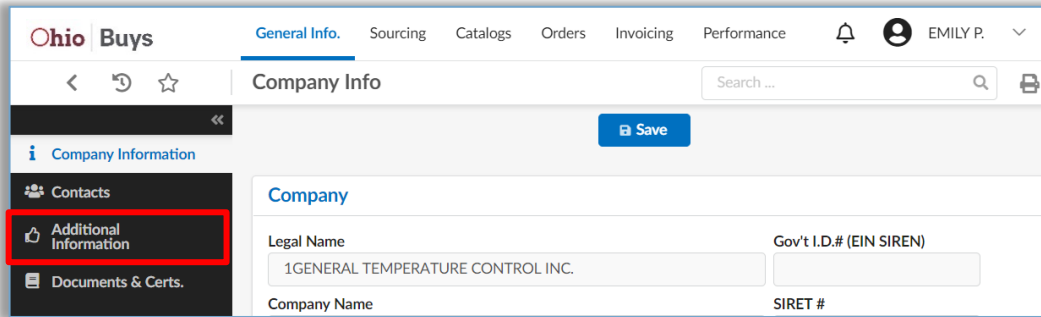 Ohio Buys
General Info. Sourcing Catalogs Orders Invoicing Performance EMILY P.
Company Info
Search ...
Save
Company Information
Contacts
Additional
Information
Documents & Certs.
Company
Legal Name Gov't I.D.# (EIN SIREN)
1GENERAL TEMPERATURE CONTROL INC.
Company Name SIRET #